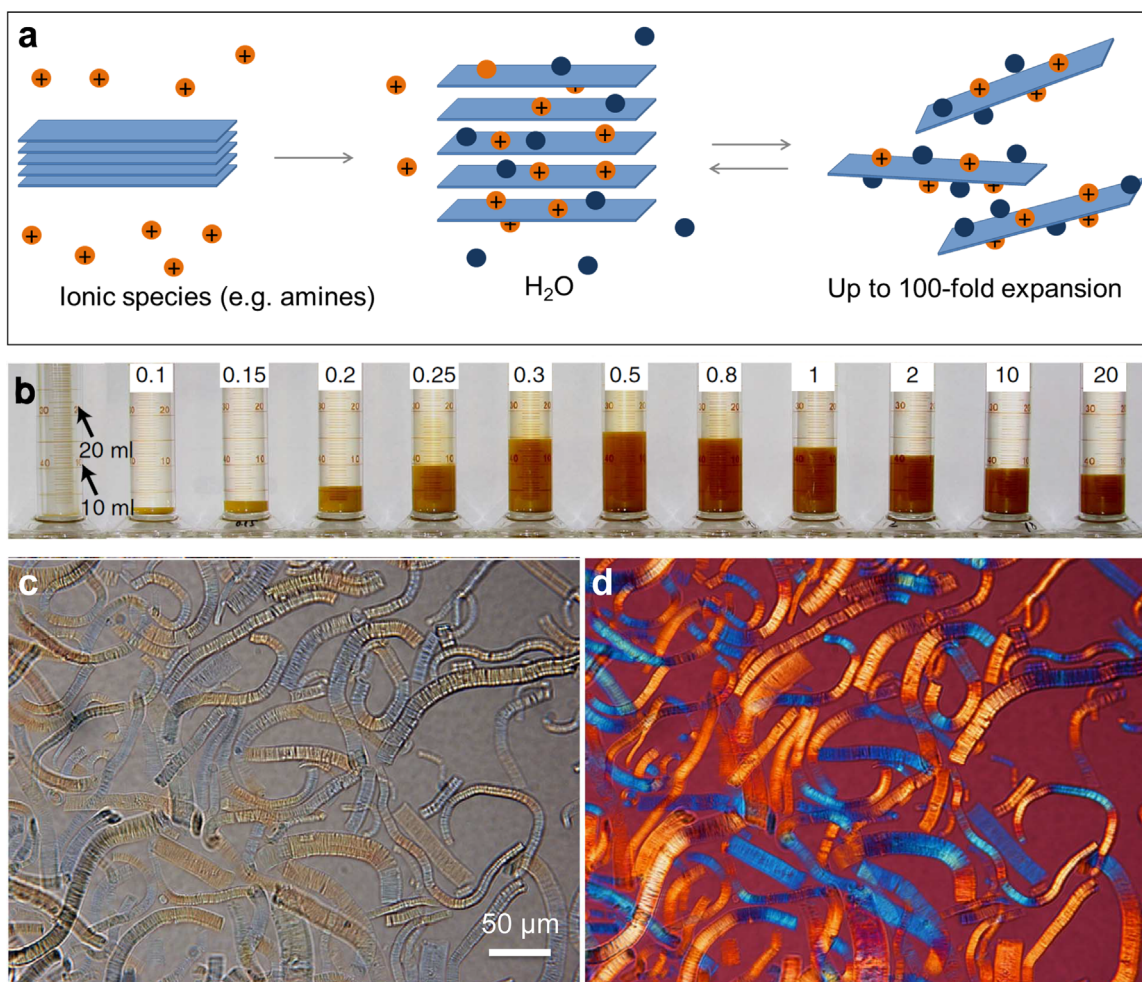 a
Ionic species (e.g. amines)
H₂O
Up to 100-fold expansion
b
0.1
0.15
0.2
0.25
0.3
0.5
0.8
1
2
10
20
20 ml
10 ml
c
50 µm
d